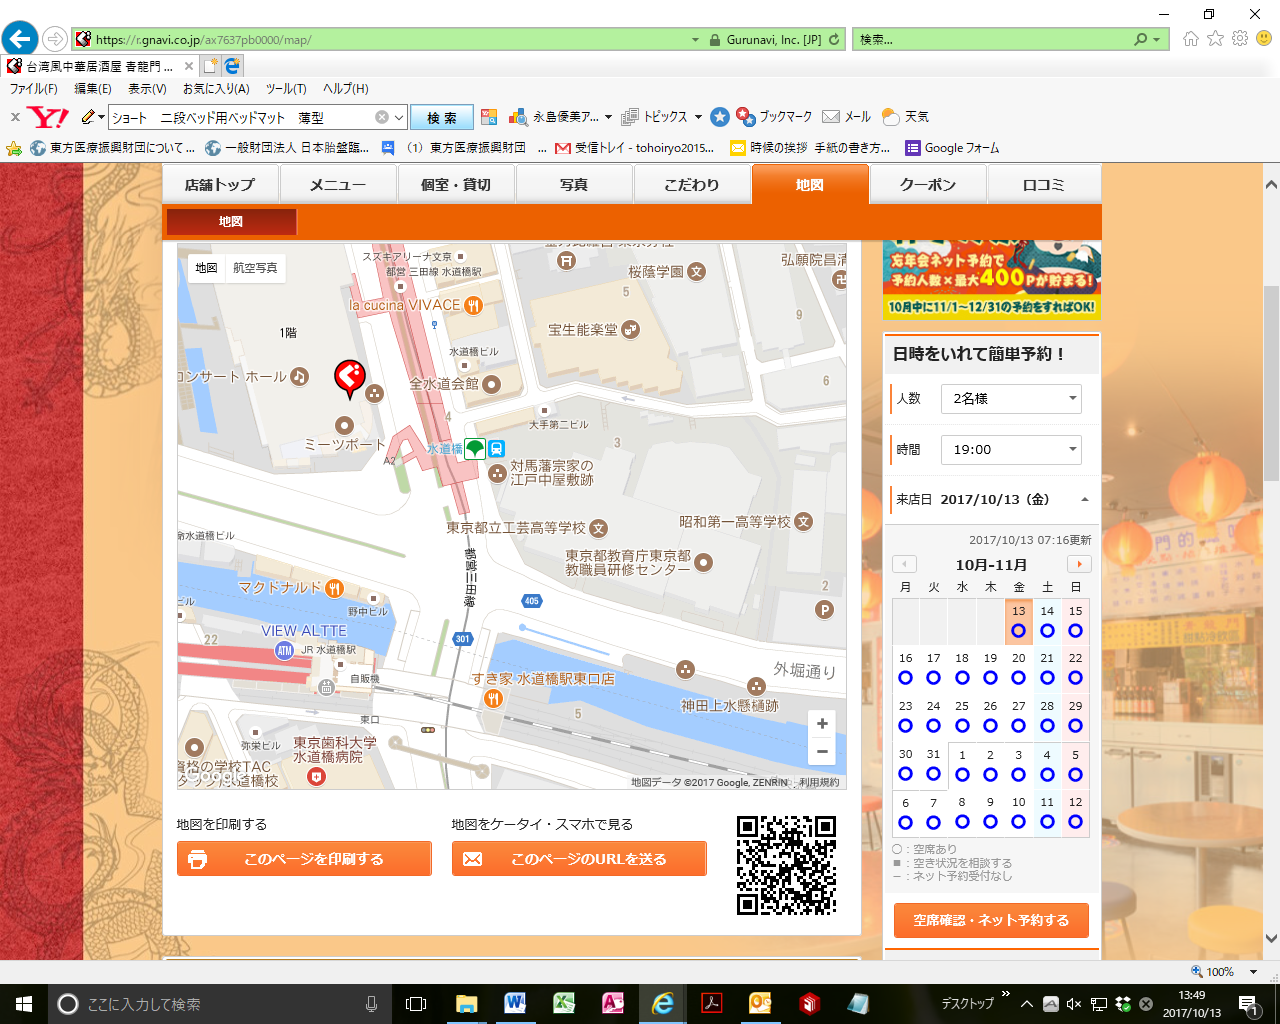 https://r.gnavi.co.jp/ax7637pb0000/map/
Gurunavi, Inc. [JP]
検索...
台湾風中華居酒屋 青龍門 ...
ファイル(F) 編集(E) 表示(V) お気に入り(A) ツール(T) ヘルプ(H)
Y!
ショート 二段ベッド用ベッドマット 薄型
検索
永島優美ア...
トピックス
ブックマーク
メール
天気
東方医療振興財団について...
一般財団法人 日本胎盤臨...
(1) 東方医療振興財団 ...
受信トレイ - tohoiryo2015...
時候の挨拶 手紙の書き方...
Google フォーム
店舗トップ
メニュー
個室・貸切
写真
こだわり
地図
クーポン
口コミ
地図
地図 航空写真
スズキアリーナ文京
都営 三田線 水道橋駅
la cucina VIVACE
桜蔭学園
弘願院昌清
5
9
宝生能楽堂
1階
水道橋ビル
コンサート ホール
全水道会館
6
4
大手第二ビル
ミーツポート
3
水道橋
A2
対馬藩宗家の
江戸中屋敷跡
東京都立工芸高等学校
昭和第一高等学校
命水道橋ビル
都営三田線
東京都教育庁東京都
教職員研修センター
マクドナルド
2
P
405
野中ビル
ビル
VIEW ALTTE
22
ATM
JR 水道橋駅
301
外堀通り
自販機
すき家 水道橋駅東口店
神田上水懸樋跡
東口
5
弥栄ビル
東京歯科大学
水道橋病院
資格の学校TAC
水道橋校
Google
+
−
地図データ ©2017 Google, ZENRIN
利用規約
地図を印刷する
このページを印刷する
地図をケータイ・スマホで見る
このページのURLを送る
忘年会ネット予約で
予約人数×最大400Pが貯まる!
10月中に11/1~12/31の予約をすればOK!
日時をいれて簡単予約!
人数 2名様
時間 19:00
来店日 2017/10/13 (金)
2017/10/13 07:16更新
10月-11月
月 火 水 木 金 土 日
13 14 15
16 17 18 19 20 21 22
23 24 25 26 27 28 29
30 31 1 2 3 4 5
6 7 8 9 10 11 12
○:空席あり
■:空き状況を相談する
−:ネット予約受付なし
空席確認・ネット予約する
100%
ここに入力して検索
デスクトップ
13:49
2017/10/13
1